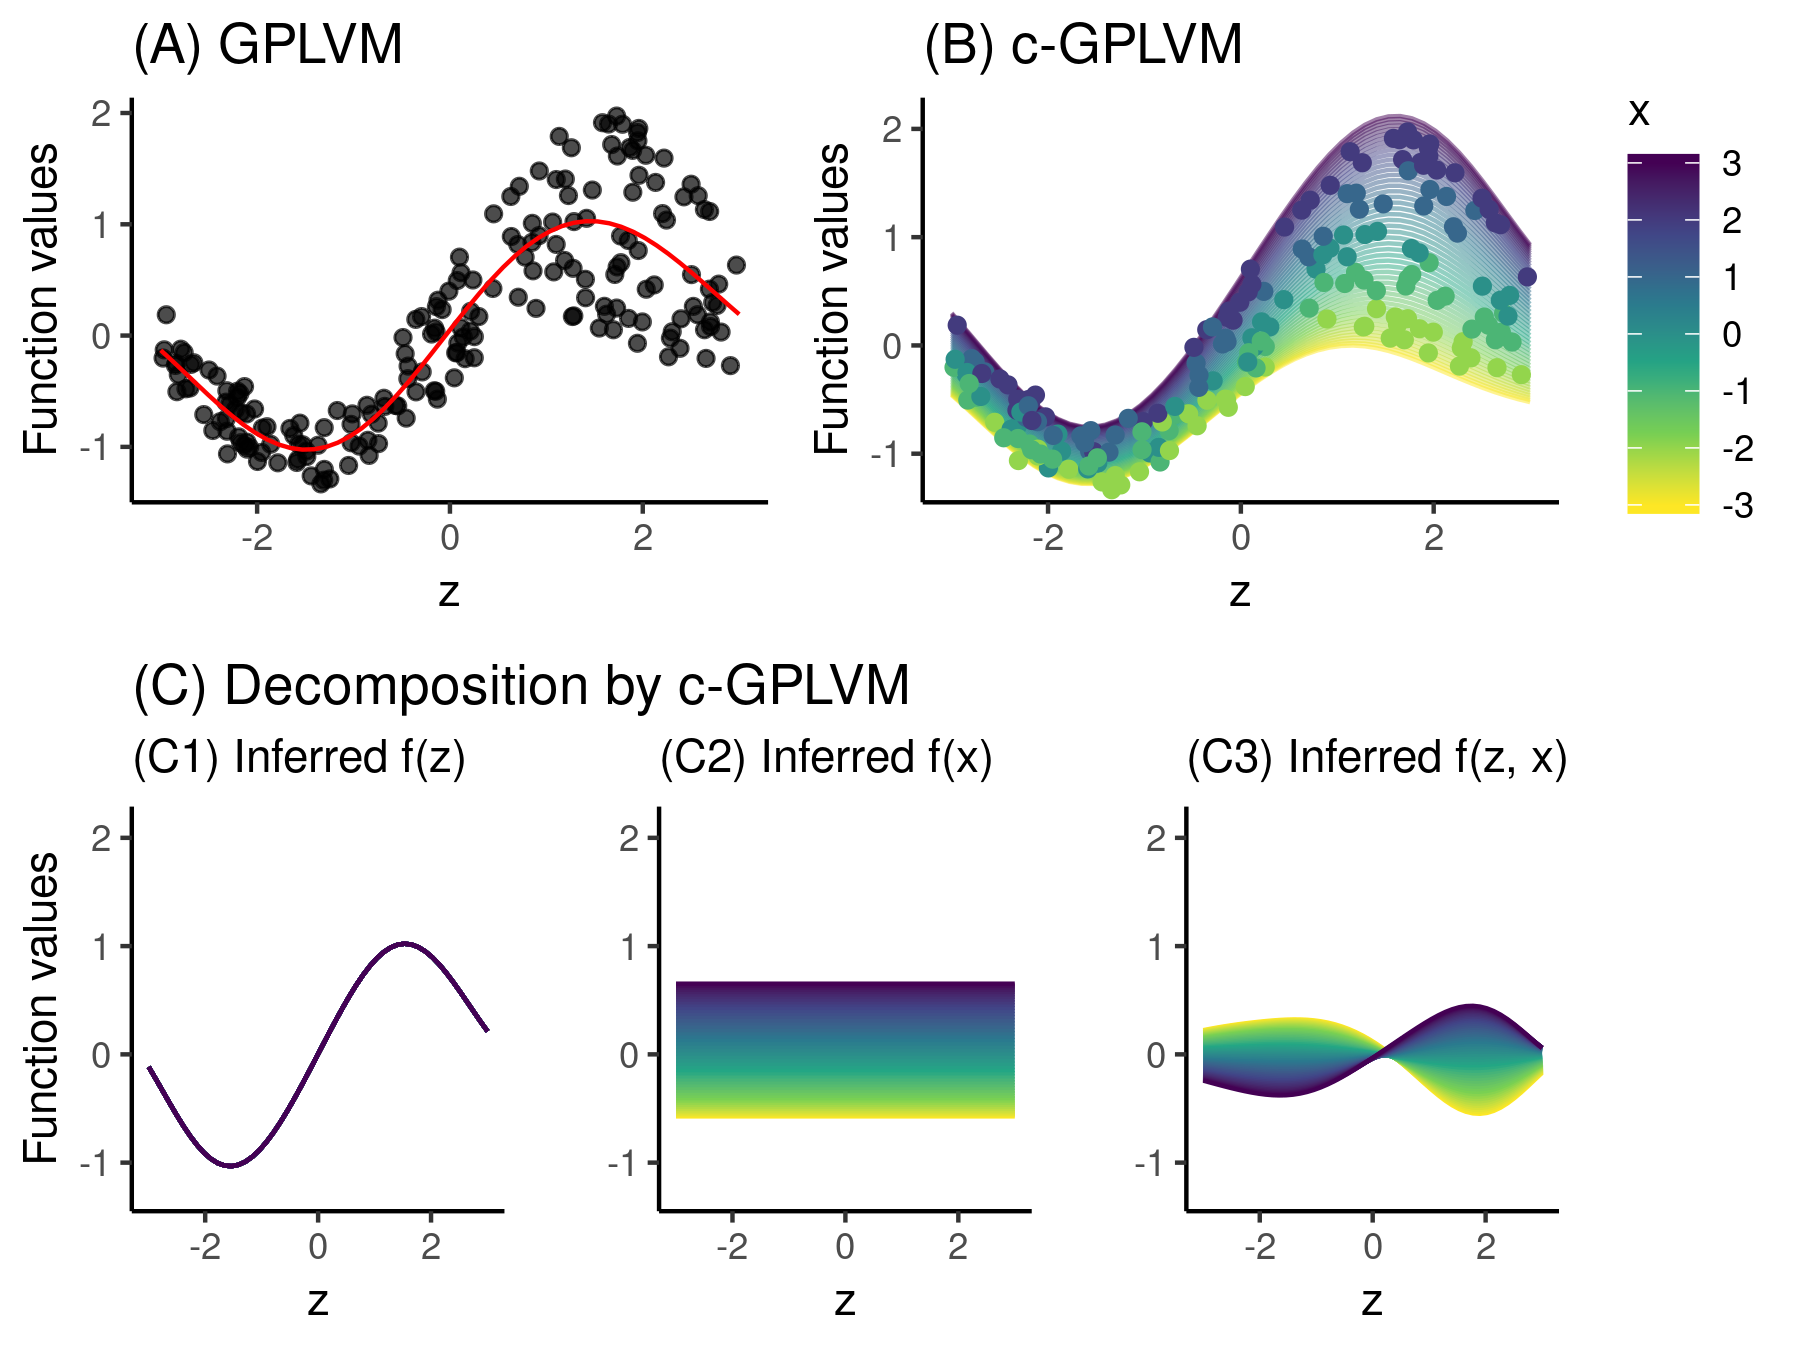 (A) GPLVM
Function values
2
1
0
-1
-2 0 2
z
(B) c-GPLVM
Function values
2
1
0
-1
-2 0 2
z
x
3
2
1
0
-1
-2
-3
(C) Decomposition by c-GPLVM
(C1) Inferred f(z)
Function values
2
1
0
-1
-2 0 2
z
(C2) Inferred f(x)
2
1
0
-1
-2 0 2
z
(C3) Inferred f(z, x)
2
1
0
-1
-2 0 2
z